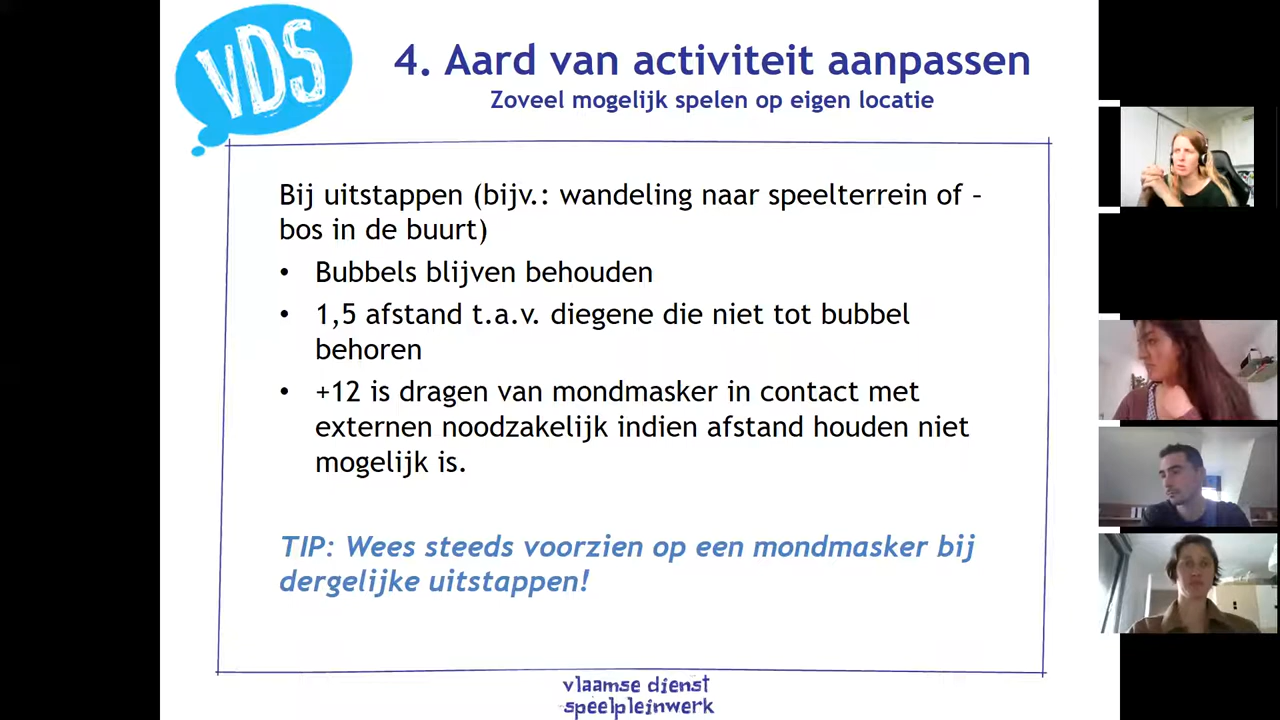 VDS
4. Aard van activiteit aanpassen
Zoveel mogelijk spelen op eigen locatie
Bij uitstappen (bijv.: wandeling naar speelterrein of –
bos in de buurt)
• Bubbels blijven behouden
• 1,5 afstand t.a.v. diegene die niet tot bubbel
behoren
• +12 is dragen van mondmasker in contact met
externen noodzakelijk indien afstand houden niet
mogelijk is.
TIP: Wees steeds voorzien op een mondmasker bij
dergelijke uitstappen!
vlaamse dienst
speelpleinwerk